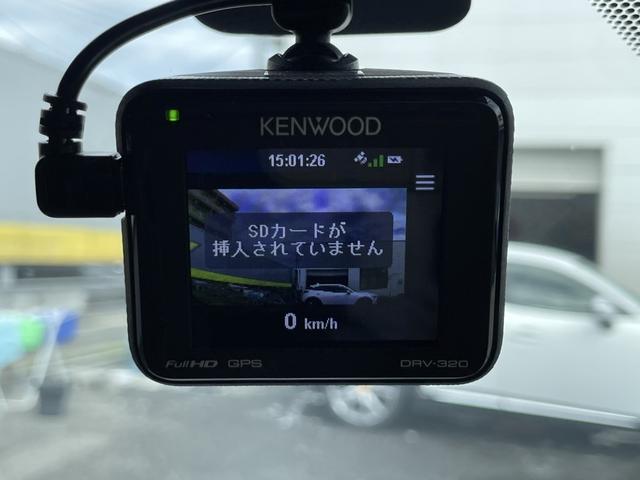 KENWOOD
15:01:26
SDカードが
挿入されていません
0 km/h
Full HD GPS DRV-320